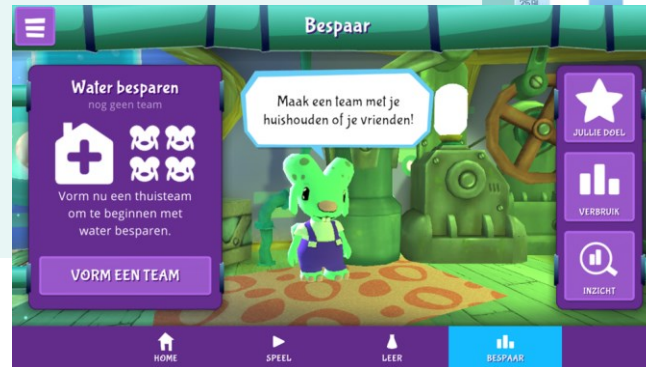 Bespaar
Water besparen
nog geen team
Vorm nu een thuisteam
om te beginnen met
water besparen.
VORM EEN TEAM
Maak een team met je
huishouden of je vrienden!
JULLIE DOEL
VERBRUIK
INZICHT
HOME
SPEEL
LEER
BESPAAR